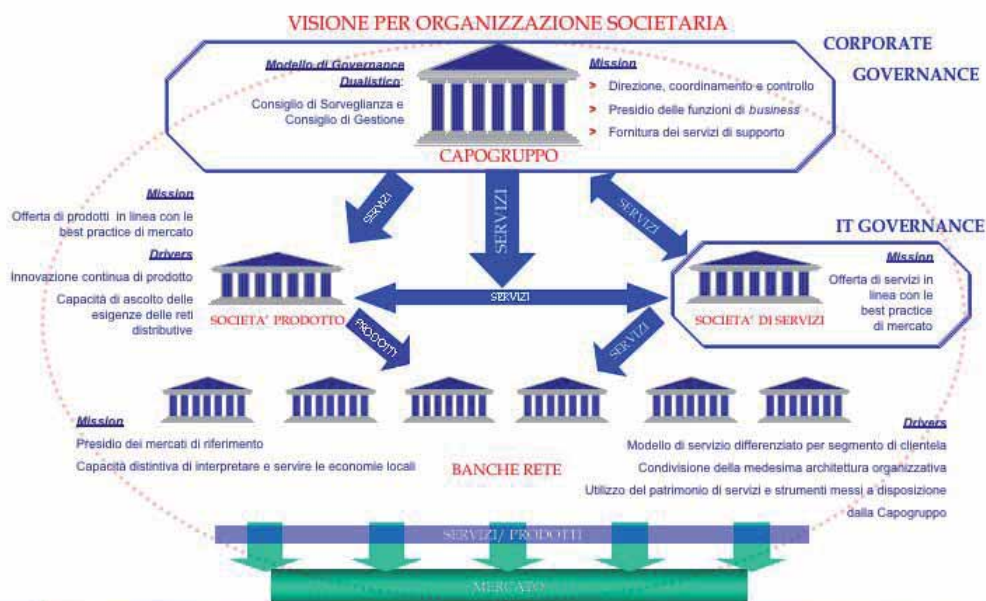 VISIONE PER ORGANIZZAZIONE SOCIETARIA
CORPORATE
GOVERNANCE
Modello di Governance
Dualistico:
Consiglio di Sorveglianza e
Consiglio di Gestione
Mission
> Direzione, coordinamento e controllo
> Presidio delle funzioni di business
> Fornitura dei servizi di supporto
CAPOGRUPPO
SERVIZI
SERVIZI
SERVIZI
Mission
Offerta di prodotti in linea con le
best practice di mercato
Drivers
Innovazione continua di prodotto
Capacità di ascolto delle
esigenze delle reti
distributive
SOCIETA' PRODOTTO
SERVIZI
IT GOVERNANCE
Mission
Offerta di servizi in
linea con le
best practice
di mercato
SOCIETA' DI SERVIZI
PRODOTTI
SERVIZI
Mission
Presidio dei mercati di riferimento
Capacità distintiva di interpretare e servire le economie locali
BANCHE RETE
Drivers
Modello di servizio differenziato per segmento di clientela
Condivisione della medesima architettura organizzativa
Utilizzo del patrimonio di servizi e strumenti messi a disposizione
dalla Capogruppo
SERVIZI/ PRODOTTI
MERCATO